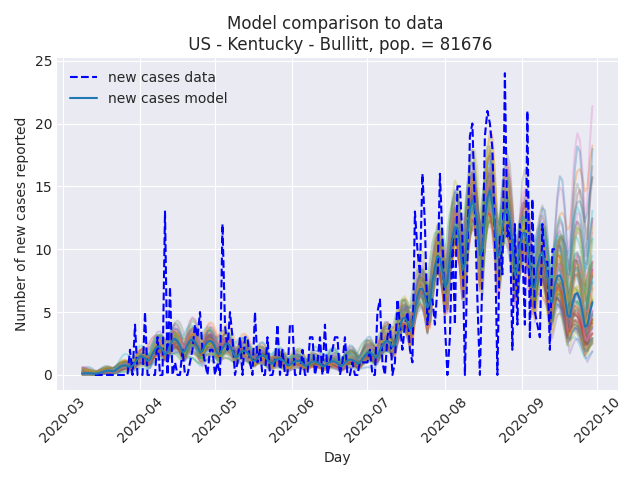 Model comparison to data
US - Kentucky - Bullitt, pop. = 81676
new cases data
new cases model
Number of new cases reported
25
20
15
10
5
0
2020-03
2020-04
2020-05
2020-06
2020-07
2020-08
2020-09
2020-10
Day